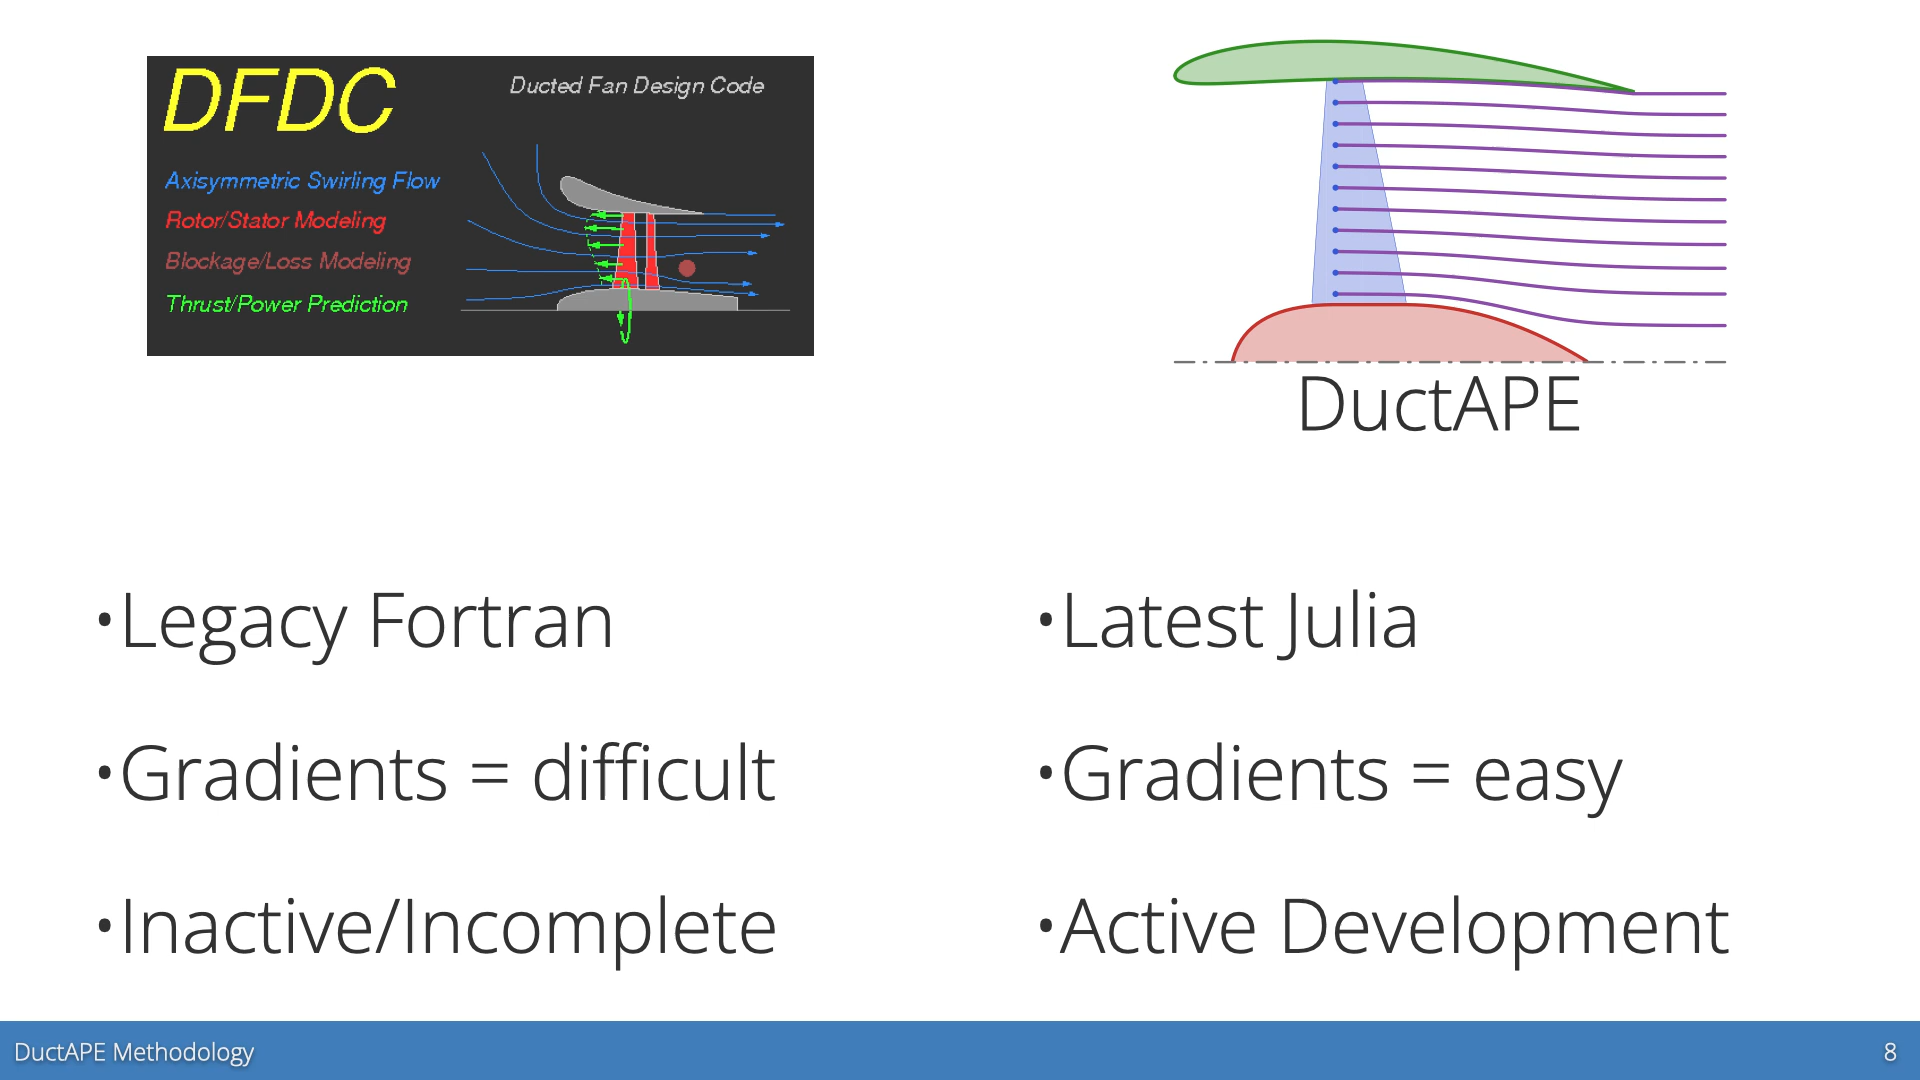 DFDC
Ducted Fan Design Code
Axisymmetric Swirling Flow
Rotor/Stator Modeling
Blockage/Loss Modeling
Thrust/Power Prediction
DuctAPE
•Legacy Fortran
•Gradients = difficult
•Inactive/Incomplete
•Latest Julia
•Gradients = easy
•Active Development
DuctAPE Methodology
8